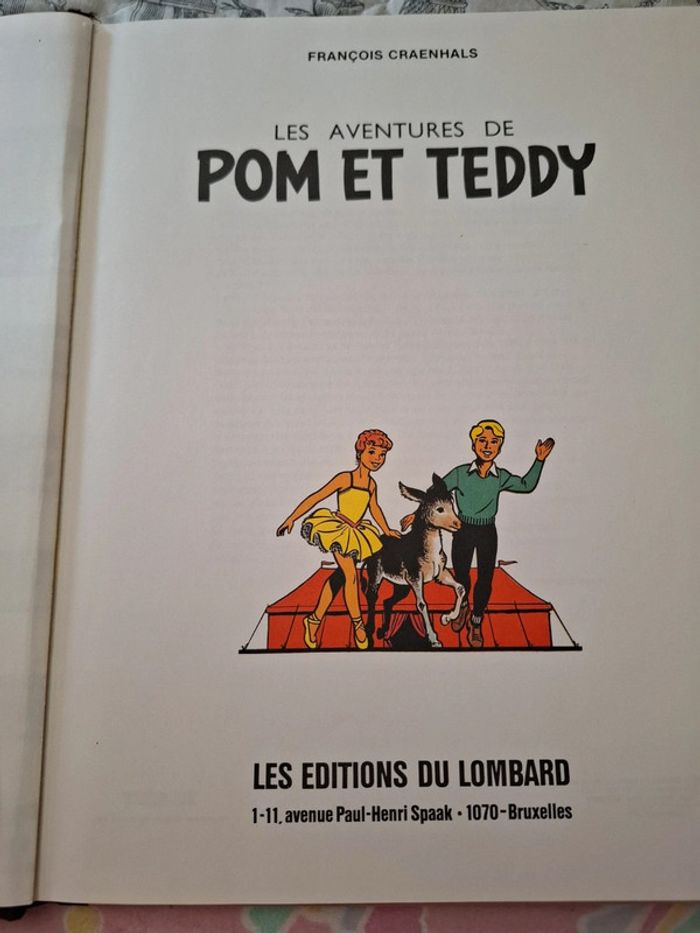 FRANÇOIS CRAENHALS
LES AVENTURES DE
POM ET TEDDY
LES EDITIONS DU LOMBARD
1-11, avenue Paul-Henri Spaak • 1070-Bruxelles